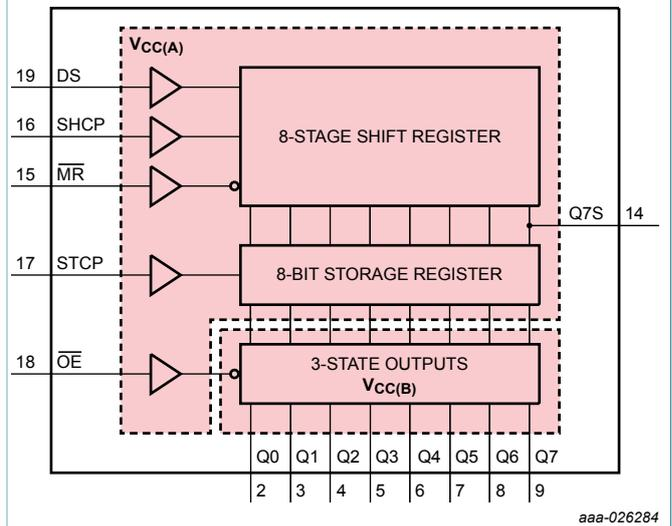 VCC(A)
19 DS
16 SHCP
15 M̅R̅
8-STAGE SHIFT REGISTER
Q7S 14
17 STCP
8-BIT STORAGE REGISTER
18 O̅E̅
3-STATE OUTPUTS
VCC(B)
Q0 Q1 Q2 Q3 Q4 Q5 Q6 Q7
2 3 4 5 6 7 8 9
aaa-026284